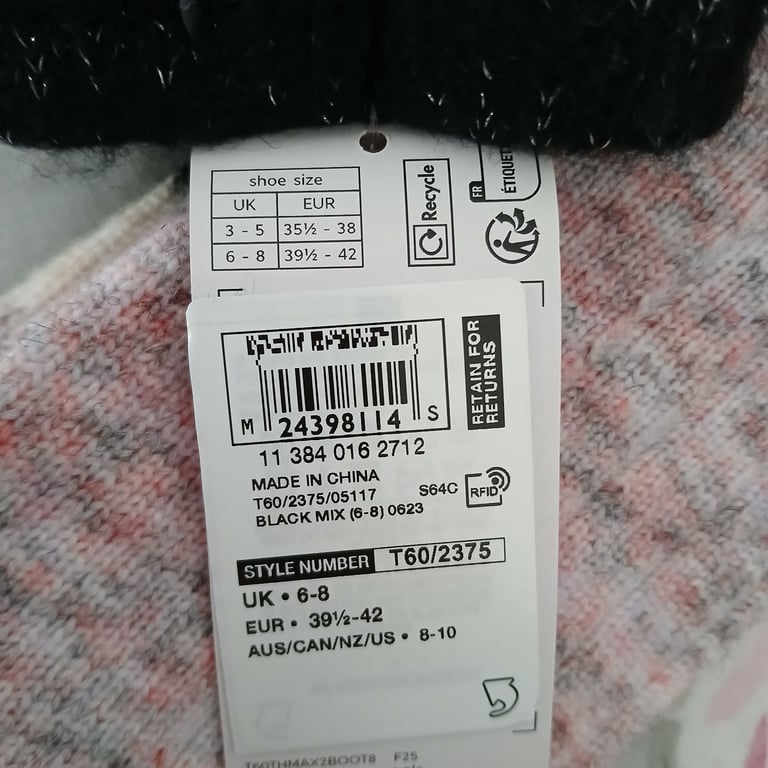 shoe size
UK EUR
3 - 5 35½ - 38
6 - 8 39½ - 42
Recycle
FR
M 24398114 S
RETAIN FOR
RETURNS
11 384 016 2712
MADE IN CHINA
T60/2375/05117 S64C RFID
BLACK MIX (6-8) 0623
STYLE NUMBER T60/2375
UK • 6-8
EUR • 39½-42
AUS/CAN/NZ/US • 8-10
T60THMAX2BOOT8 F25